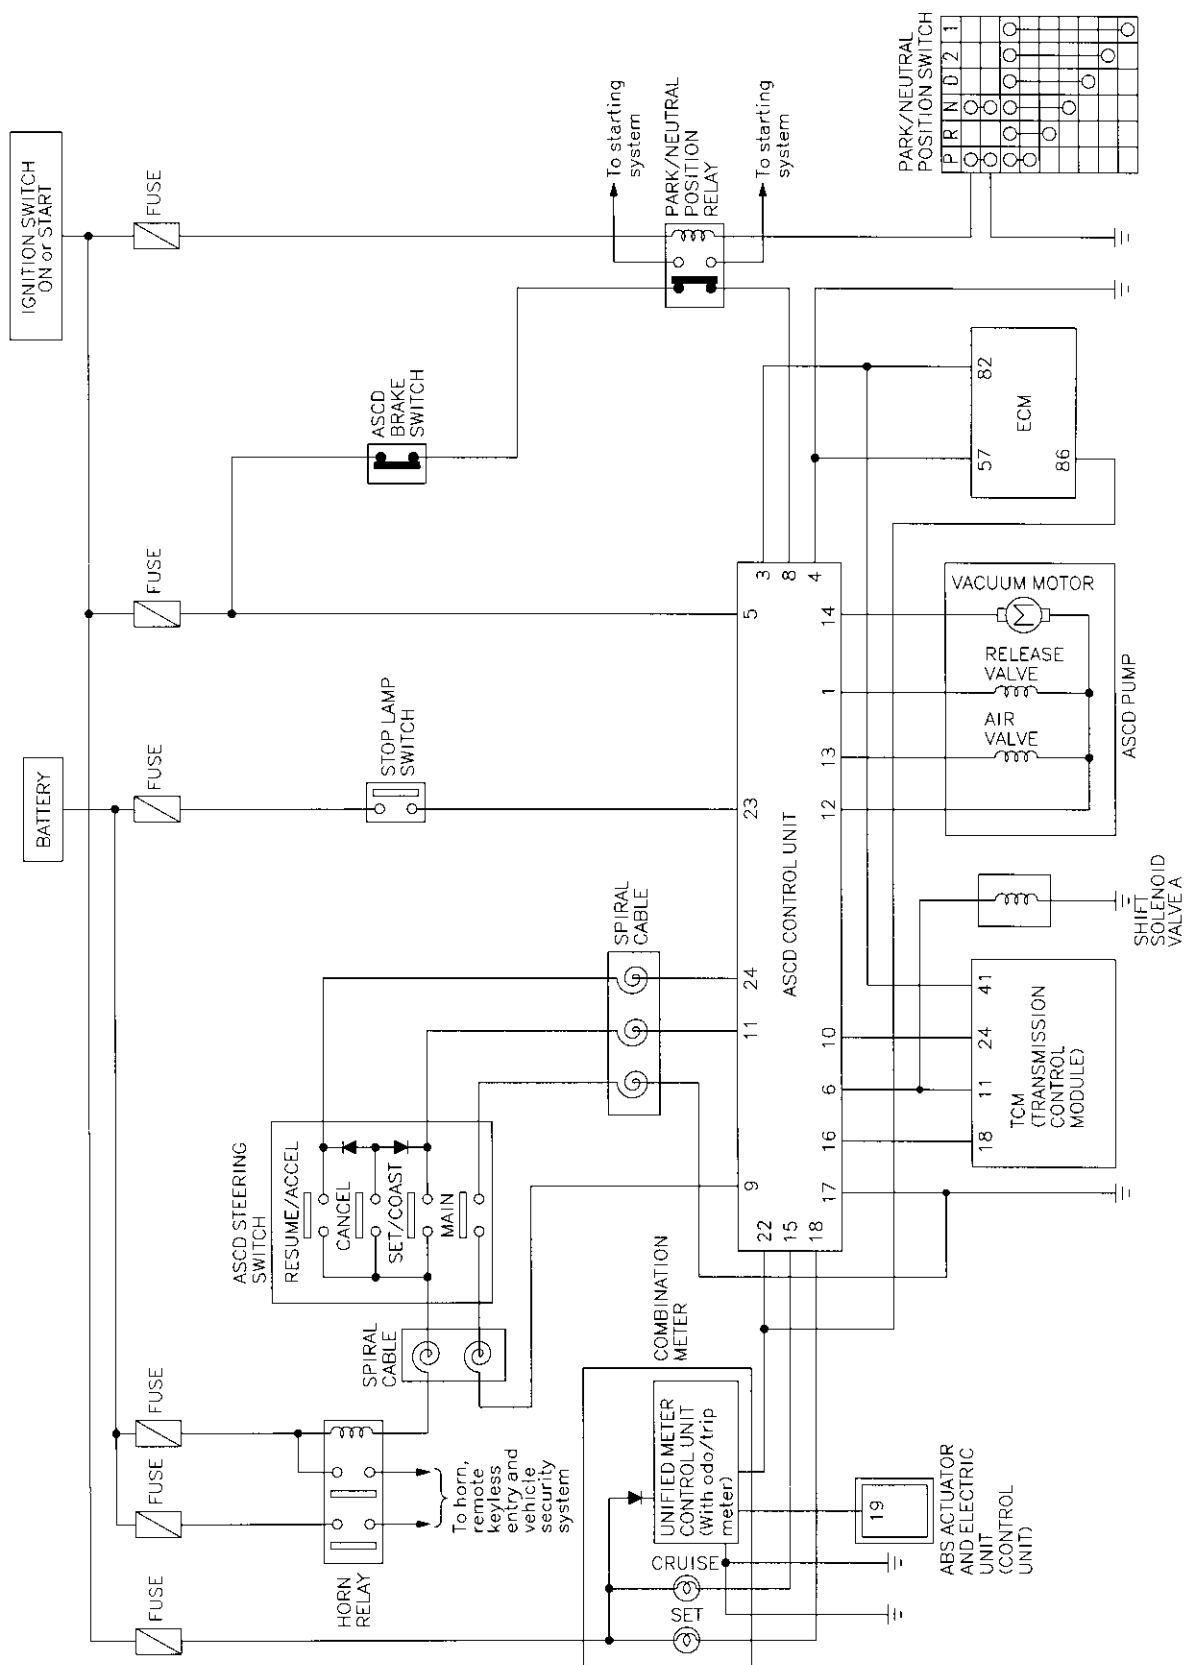 IGNITION SWITCH
ON or START
BATTERY
FUSE
FUSE
FUSE
FUSE
FUSE
FUSE
HORN
RELAY
To horn,
remote
keyless
entry and
vehicle
security
system
SPIRAL
CABLE
ASCD STEERING
SWITCH
RESUME/ACCEL
CANCEL
SET/COAST
MAIN
SPIRAL
CABLE
STOP LAMP
SWITCH
ASCD
BRAKE
SWITCH
To starting
system
PARK/NEUTRAL
POSITION
RELAY
To starting
system
PARK/NEUTRAL
POSITION SWITCH
P R N D 2 1
COMBINATION
METER
UNIFIED METER
CONTROL UNIT
(With odo/trip
meter)
CRUISE
SET
19
ABS ACTUATOR
AND ELECTRIC
UNIT
(CONTROL
UNIT)
9 11 24 23 5
22
15
18
ASCD CONTROL UNIT
3
8
4
17 16 6 10 12 13 1 14
18 11 24 41
TCM
(TRANSMISSION
CONTROL
MODULE)
SHIFT
SOLENOID
VALVE A
AIR
VALVE
RELEASE
VALVE
VACUUM MOTOR
M
ASCD PUMP
57 82
ECM
86